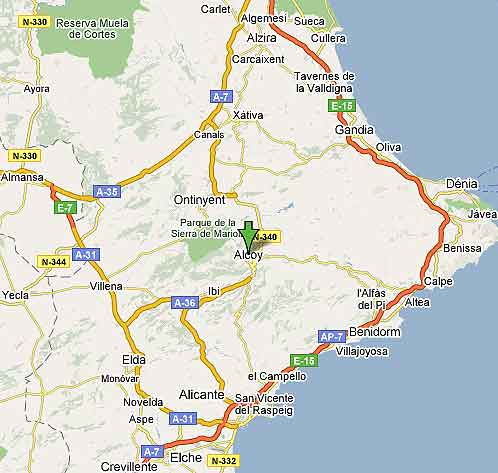 Carlet
Algemesi
Sueca
N-330
Reserva Muela
de Cortes
Alzira
Cullera
Carcaixent
Tavernes de
la Valldigna
Ayora
A-7
E-15
Xátiva
Canals
Gandia
Oliva
N-330
Almansa
A-35
Dénia
E-7
Ontinyent
Jávea
Parque de la
Sierra de Mariola
N-340
Benissa
A-31
Alcoy
N-344
Calpe
Yecla
Villena
Ibi
l'Alfàs
del Pi
Altea
A-36
Benidorm
AP-7
Villajoyosa
Elda
E-15
Monóvar
el Campello
Novelda
Alicante
San Vicente
del Raspeig
Aspe
A-31
A-7
Elche
N-332
Crevillente